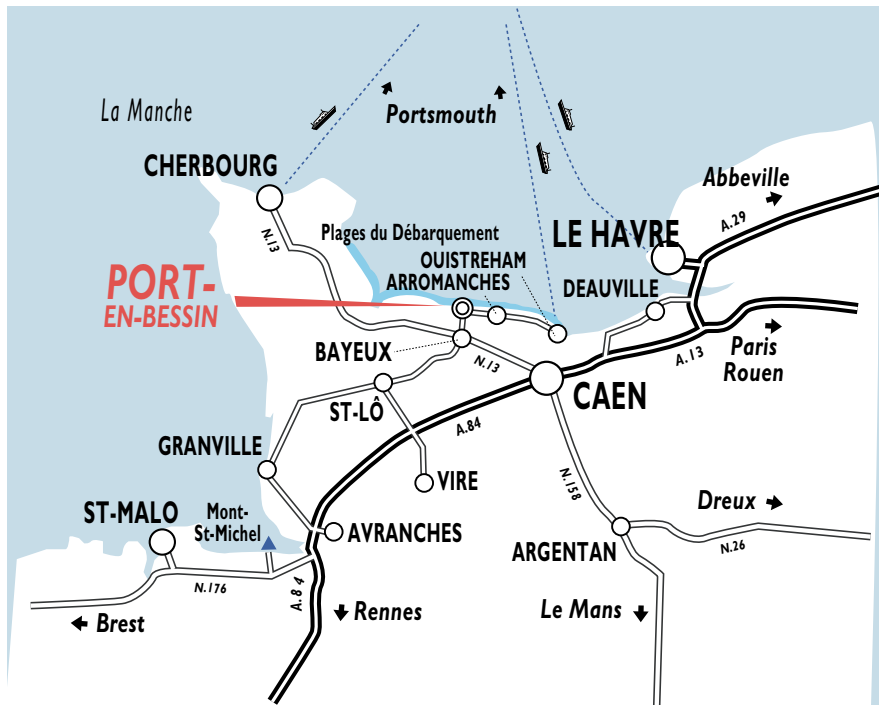 La Manche
Portsmouth
CHERBOURG
Abbeville
A.29
N.13
Plages du Débarquement
LE HAVRE
OUISTREHAM
ARROMANCHES
DEAUVILLE
PORT-
EN-BESSIN
BAYEUX
N.13
A.13
Paris
Rouen
CAEN
ST-LÔ
A.84
GRANVILLE
VIRE
N.158
ST-MALO
Mont-
St-Michel
AVRANCHES
Dreux
ARGENTAN
N.26
N.176
A.84
Brest
Rennes
Le Mans